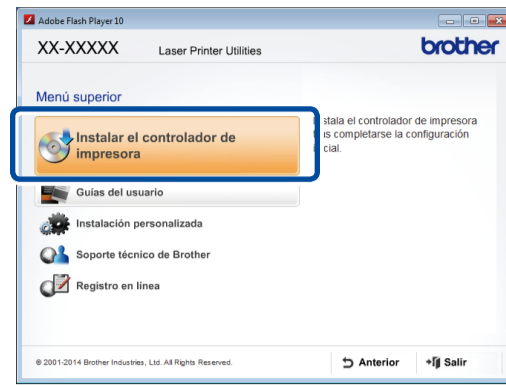 Adobe Flash Player 10
XX-XXXXX
Laser Printer Utilities
brother
Menú superior
Instalar el controlador de
impresora
stala el controlador de impresora
s completarse la configuración
cial.
Guías del usuario
Instalación personalizada
Soporte técnico de Brother
Registro en línea
© 2001-2014 Brother Industries, Ltd. All Rights Reserved.
Anterior
Salir